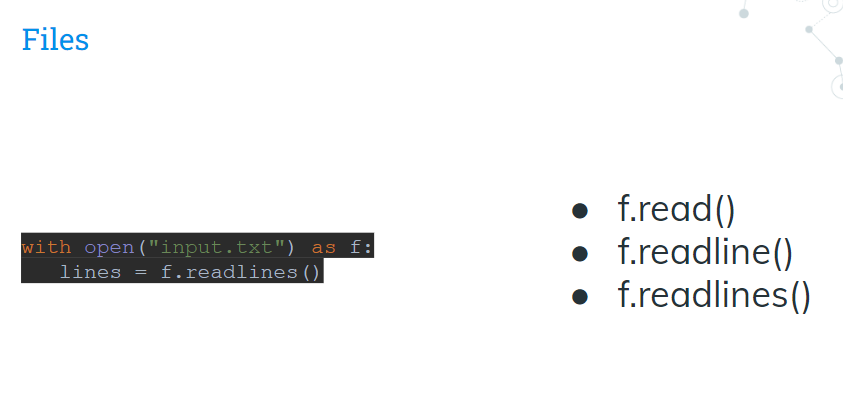 Files
with open("input.txt") as f:
   lines = f.readlines()
● f.read()
● f.readline()
● f.readlines()